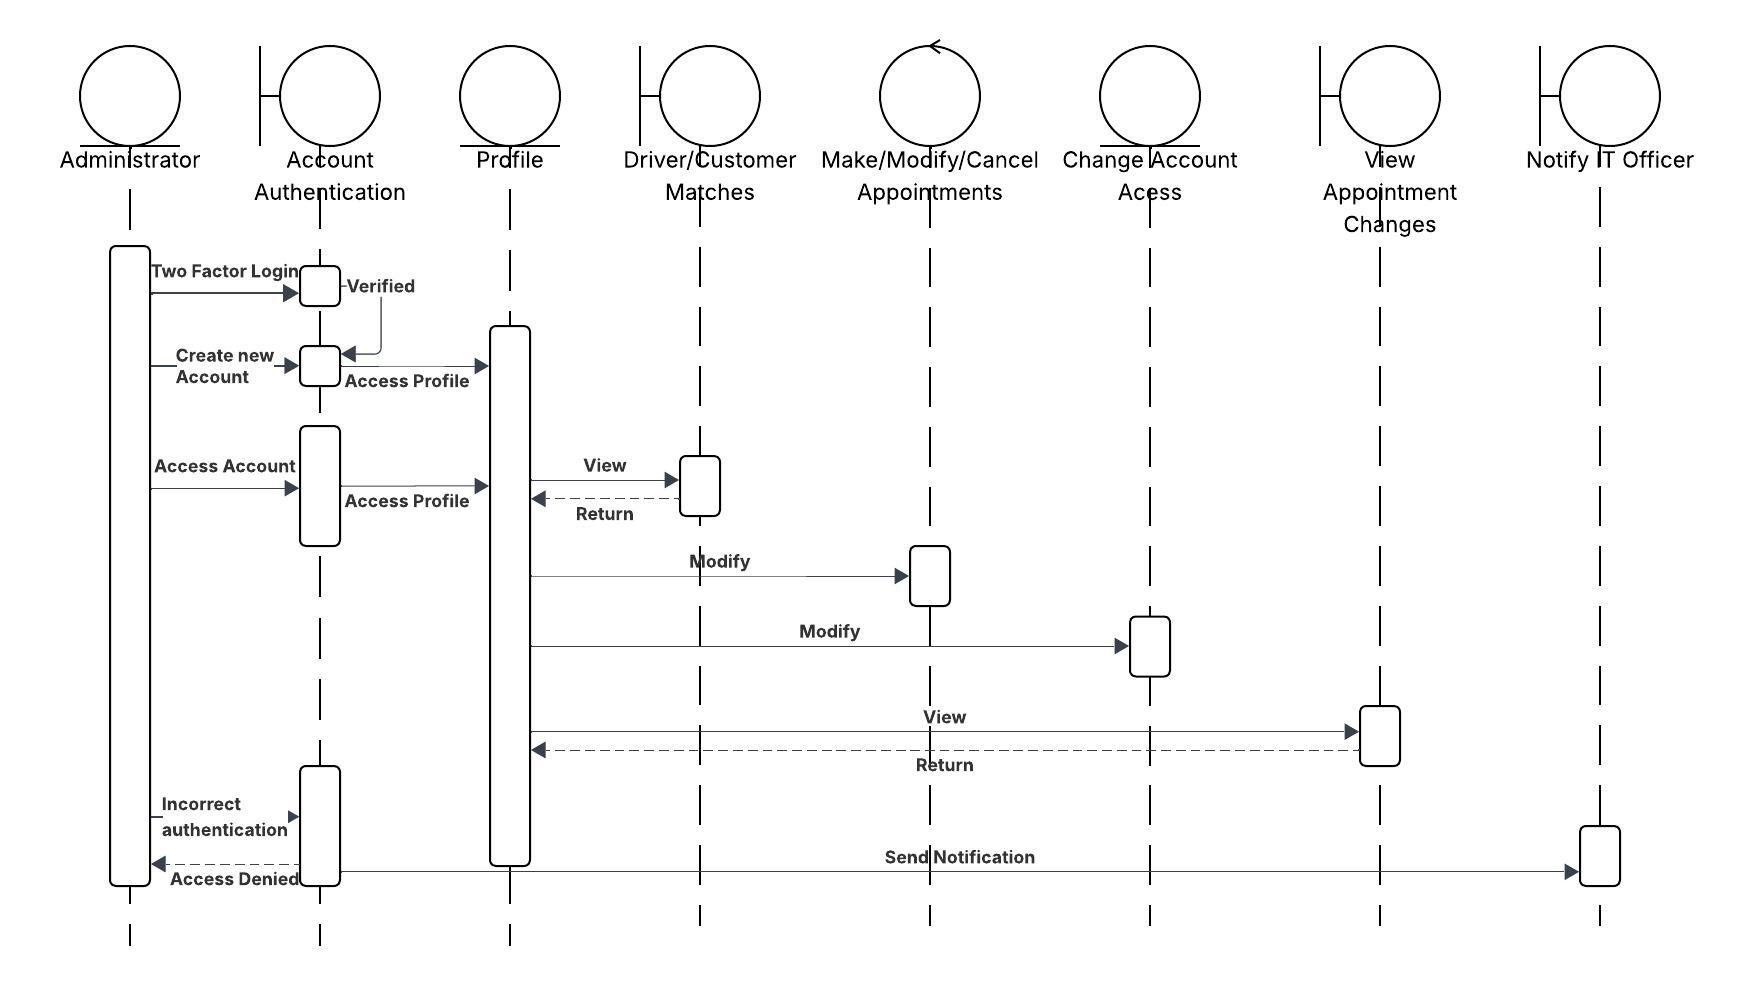 Administrator
Account
Authentication
Profile
Driver/Customer
Matches
Make/Modify/Cancel
Appointments
Change Account
Acess
View
Appointment
Changes
Notify IT Officer
Two Factor Login
Verified
Create new
Account
Access Profile
Access Account
Access Profile
View
Return
Modify
Modify
View
Return
Incorrect
authentication
Access Denied
Send Notification